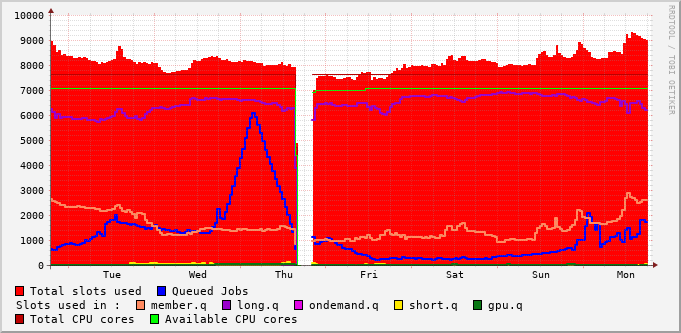 RRDTOOL / TOBI OETIKER
10000
9000
8000
7000
6000
5000
4000
3000
2000
1000
0
Tue Wed Thu Fri Sat Sun Mon
Total slots used Queued Jobs
Slots used in : member.q long.q ondemand.q short.q gpu.q
Total CPU cores Available CPU cores